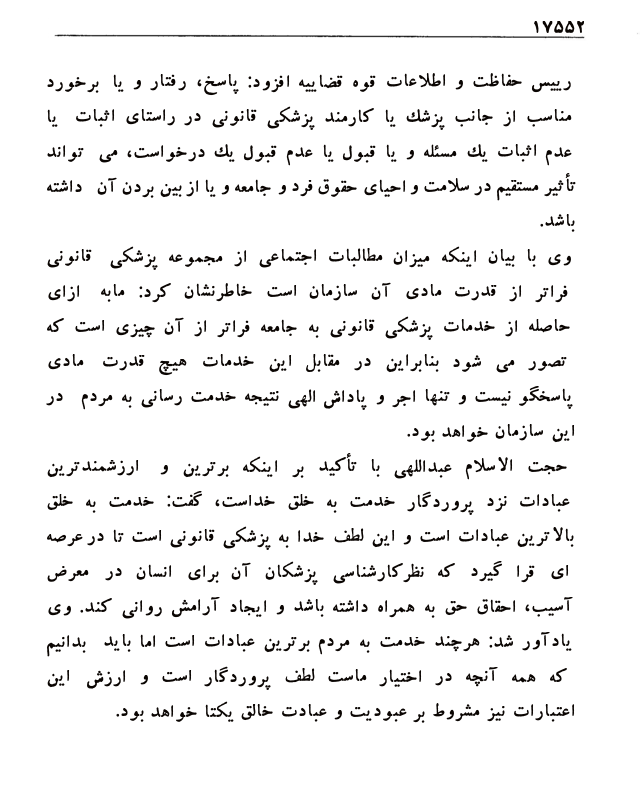 ۱۷۵۵۲
رییس حفاظت و اطلاعات قوه قضاییه افزود: پاسخ، رفتار و یا برخورد
مناسب از جانب پزشك یا کارمند پزشکی قانونی در راستای اثبات یا
عدم اثبات یك مسئله و یا قبول یا عدم قبول یك درخواست، می تواند
تأثیر مستقیم در سلامت و احیای حقوق فرد و جامعه و یا از بین بردن آن داشته
باشد.
وی با بیان اینکه میزان مطالبات اجتماعی از مجموعه پزشکی قانونی
فراتر از قدرت مادی آن سازمان است خاطرنشان کرد: مابه ازای
حاصله از خدمات پزشکی قانونی به جامعه فراتر از آن چیزی است که
تصور می شود بنابراین در مقابل این خدمات هیچ قدرت مادی
پاسخگو نیست و تنها اجر و پاداش الهی نتیجه خدمت رسانی به مردم در
این سازمان خواهد بود.
حجت الاسلام عبداللهی با تأکید بر اینکه برترین و ارزشمندترین
عبادات نزد پروردگار خدمت به خلق خداست، گفت: خدمت به خلق
بالاترین عبادات است و این لطف خدا به پزشکی قانونی است تا در عرصه
ای قرا گیرد که نظرکارشناسی پزشکان آن برای انسان در معرض
آسیب، احقاق حق به همراه داشته باشد و ایجاد آرامش روانی کند. وی
یادآور شد: هرچند خدمت به مردم برترین عبادات است اما باید بدانیم
که همه آنچه در اختیار ماست لطف پروردگار است و ارزش این
اعتبارات نیز مشروط بر عبودیت و عبادت خالق یکتا خواهد بود.